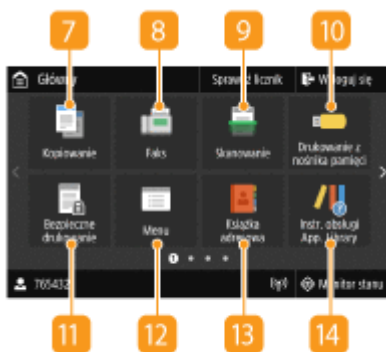 7 8 9 10
Główny Sprawdź licznik Wyloguj się
Kopiowanie Faks Skanowanie Drukowanie z
nośnika pamięci
Bezpieczne
drukowanie Menu Książka
adresowa Instr. obsługi
App. Library
1
765432 Monitor stanu
11 12 13 14